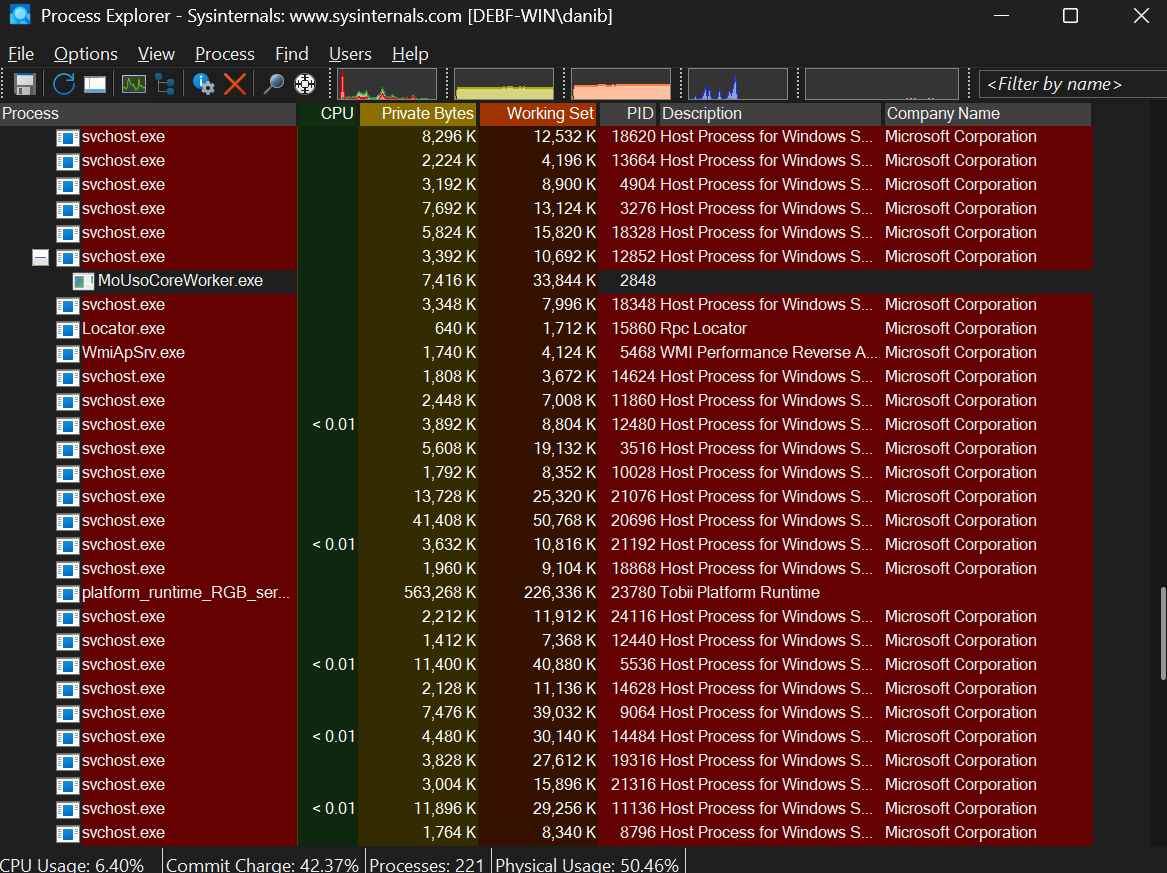 Process Explorer - Sysinternals: www.sysinternals.com [DEBF-WIN\danib]
File Options View Process Find Users Help
<Filter by name>
Process CPU Private Bytes Working Set PID Description Company Name
svchost.exe 8,296 K 12,532 K 18620 Host Process for Windows S... Microsoft Corporation
svchost.exe 2,224 K 4,196 K 13664 Host Process for Windows S... Microsoft Corporation
svchost.exe 3,192 K 8,900 K 4904 Host Process for Windows S... Microsoft Corporation
svchost.exe 7,692 K 13,124 K 3276 Host Process for Windows S... Microsoft Corporation
svchost.exe 5,824 K 15,820 K 18328 Host Process for Windows S... Microsoft Corporation
svchost.exe 3,392 K 10,692 K 12852 Host Process for Windows S... Microsoft Corporation
MoUsoCoreWorker.exe 7,416 K 33,844 K 2848
svchost.exe 3,348 K 7,996 K 18348 Host Process for Windows S... Microsoft Corporation
Locator.exe 640 K 1,712 K 15860 Rpc Locator Microsoft Corporation
WmiApSrv.exe 1,740 K 4,124 K 5468 WMI Performance Reverse A... Microsoft Corporation
svchost.exe 1,808 K 3,672 K 14624 Host Process for Windows S... Microsoft Corporation
svchost.exe 2,448 K 7,008 K 11860 Host Process for Windows S... Microsoft Corporation
svchost.exe < 0.01 3,892 K 8,804 K 12480 Host Process for Windows S... Microsoft Corporation
svchost.exe 5,608 K 19,132 K 3516 Host Process for Windows S... Microsoft Corporation
svchost.exe 1,792 K 8,352 K 10028 Host Process for Windows S... Microsoft Corporation
svchost.exe 13,728 K 25,320 K 21076 Host Process for Windows S... Microsoft Corporation
svchost.exe 41,408 K 50,768 K 20696 Host Process for Windows S... Microsoft Corporation
svchost.exe < 0.01 3,632 K 10,816 K 21192 Host Process for Windows S... Microsoft Corporation
svchost.exe 1,960 K 9,104 K 18868 Host Process for Windows S... Microsoft Corporation
platform_runtime_RGB_ser... 563,268 K 226,336 K 23780 Tobii Platform Runtime
svchost.exe 2,212 K 11,912 K 24116 Host Process for Windows S... Microsoft Corporation
svchost.exe 1,412 K 7,368 K 12440 Host Process for Windows S... Microsoft Corporation
svchost.exe < 0.01 11,400 K 40,880 K 5536 Host Process for Windows S... Microsoft Corporation
svchost.exe 2,128 K 11,136 K 14628 Host Process for Windows S... Microsoft Corporation
svchost.exe 7,476 K 39,032 K 9064 Host Process for Windows S... Microsoft Corporation
svchost.exe < 0.01 4,480 K 30,140 K 14484 Host Process for Windows S... Microsoft Corporation
svchost.exe 3,828 K 27,612 K 19316 Host Process for Windows S... Microsoft Corporation
svchost.exe 3,004 K 15,896 K 21316 Host Process for Windows S... Microsoft Corporation
svchost.exe < 0.01 11,896 K 29,256 K 11136 Host Process for Windows S... Microsoft Corporation
svchost.exe 1,764 K 8,340 K 8796 Host Process for Windows S... Microsoft Corporation
CPU Usage: 6.40% Commit Charge: 42.37% Processes: 221 Physical Usage: 50.46%